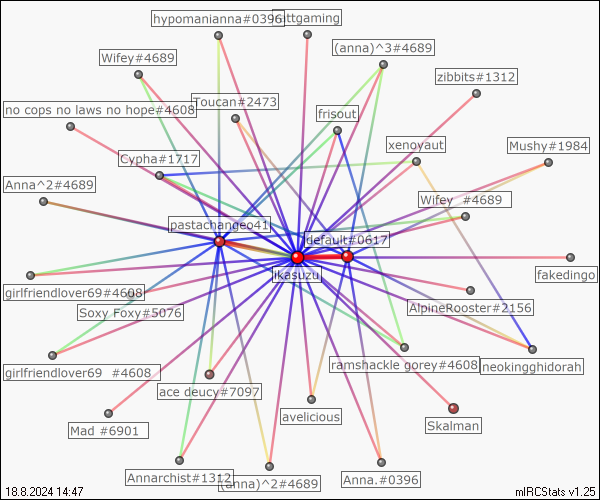 hypomanianna#0396
ittgaming
(anna)^3#4689
Wifey#4689
zibbits#1312
no cops no laws no hope#4608
Toucan#2473
frisout
xenoyaut
Mushy#1984
Cypha#1717
Anna^2#4689
Wifey_#4689
pastachangeo41
default#0617
likasuzu
fakedingo
girlfriendlover69#4608
Soxy Foxy#5076
AlpineRooster#2156
girlfriendlover69 #4608
ramshackle gorey#4608
neokingghidorah
ace deucy#7097
avelicious
Skalman
Mad #6901
Annarchist#1312
(anna)^2#4689
Anna.#0396
18.8.2024 14:47
mIRCStats v1.25